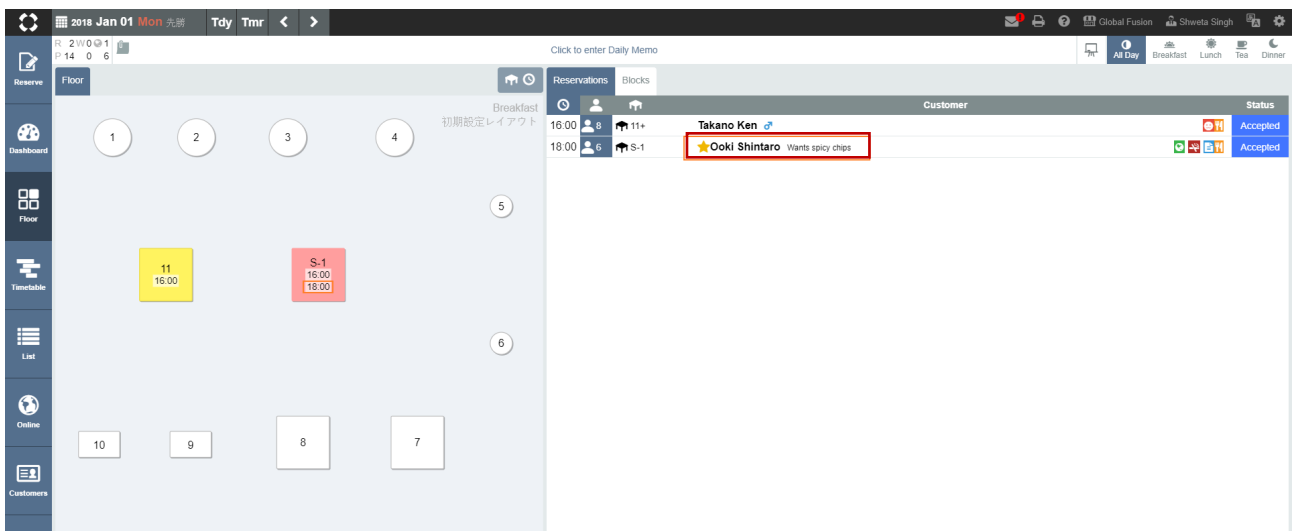 2018 Jan 01 Mon 先勝 Tdy Tmr Global Fusion Shweta Singh
R 2 W 0 1
P 14 0 6
Click to enter Daily Memo
All Day Breakfast Lunch Tea Dinner
Reserve
Dashboard
Floor
Timetable
List
Online
Customers
Floor
Breakfast
初期設定レイアウト
1 2 3 4
5
11
16:00
S-1
16:00
18:00
6
10 9 8 7
Reservations Blocks
Customer Status
16:00 8 11+ Takano Ken Accepted
18:00 6 S-1 Ooki Shintaro Wants spicy chips Accepted